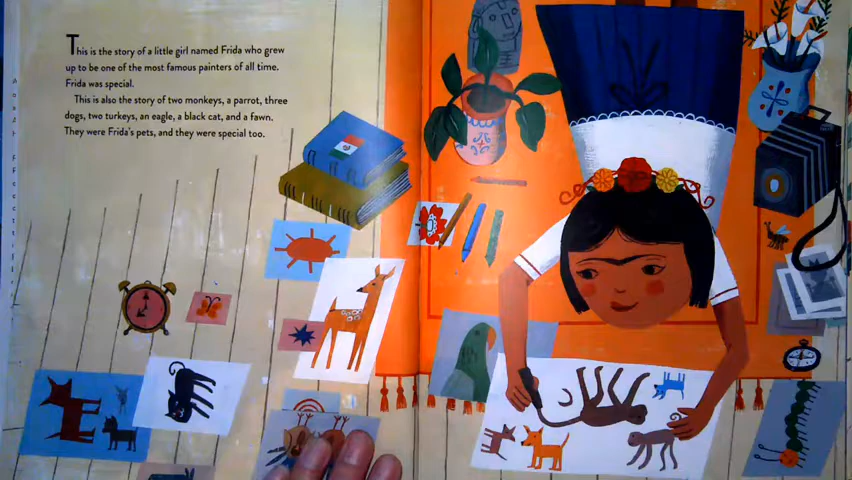 This is the story of a little girl named Frida who grew
up to be one of the most famous painters of all time.
Frida was special.
This is also the story of two monkeys, a parrot, three
dogs, two turkeys, an eagle, a black cat, and a fawn.
They were Frida's pets, and they were special too.